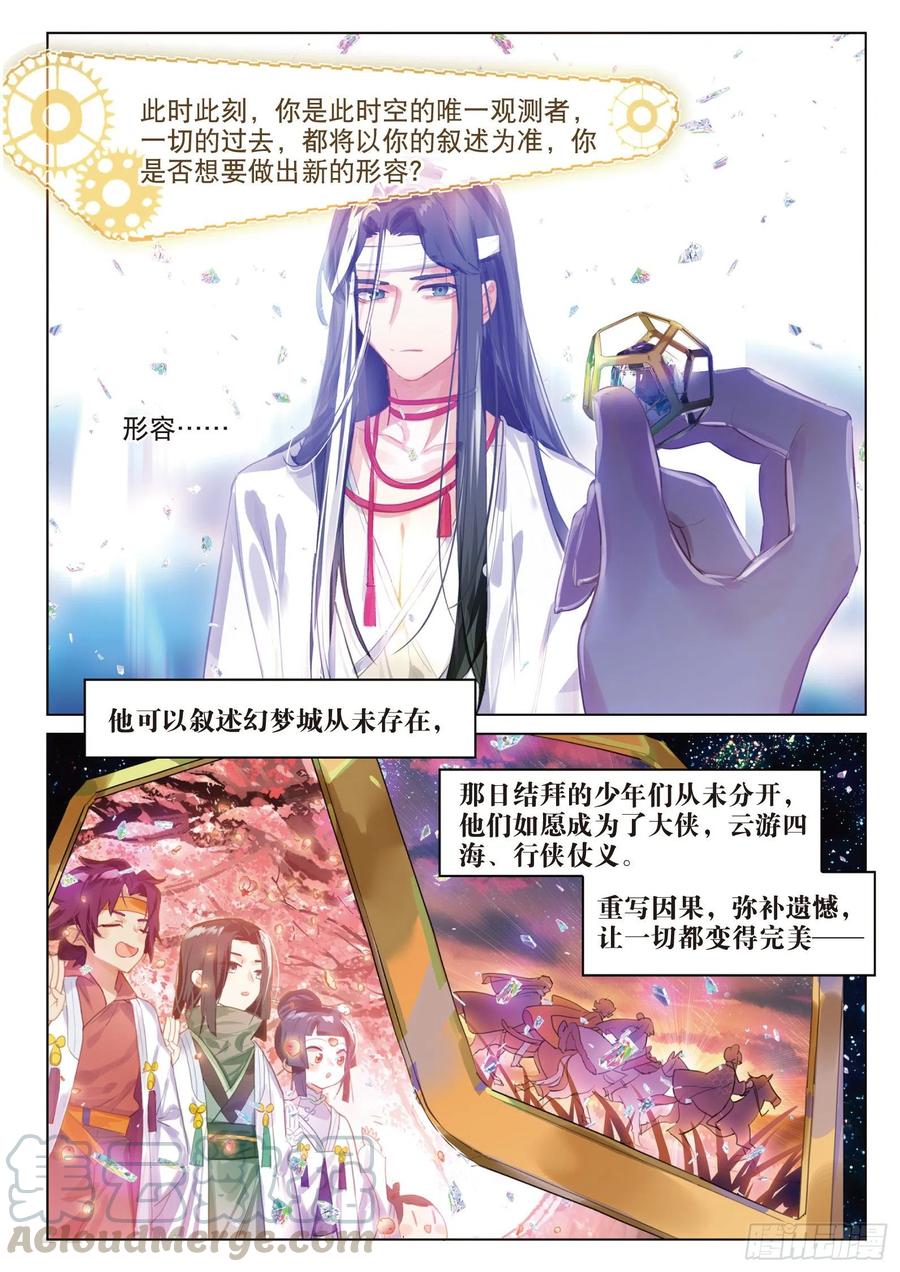 此时此刻，你是此时空的唯一观测者，
一切的过去，都将以你的叙述为准，你
是否想要做出新的形容？
形容……
他可以叙述幻梦城从未存在，
那日结拜的少年们从未分开，
他们如愿成为了大侠，云游四
海、行侠仗义。
重写因果，弥补遗憾，
让一切都变得完美——
集云数据
ACloudMerge.com
腾讯动漫